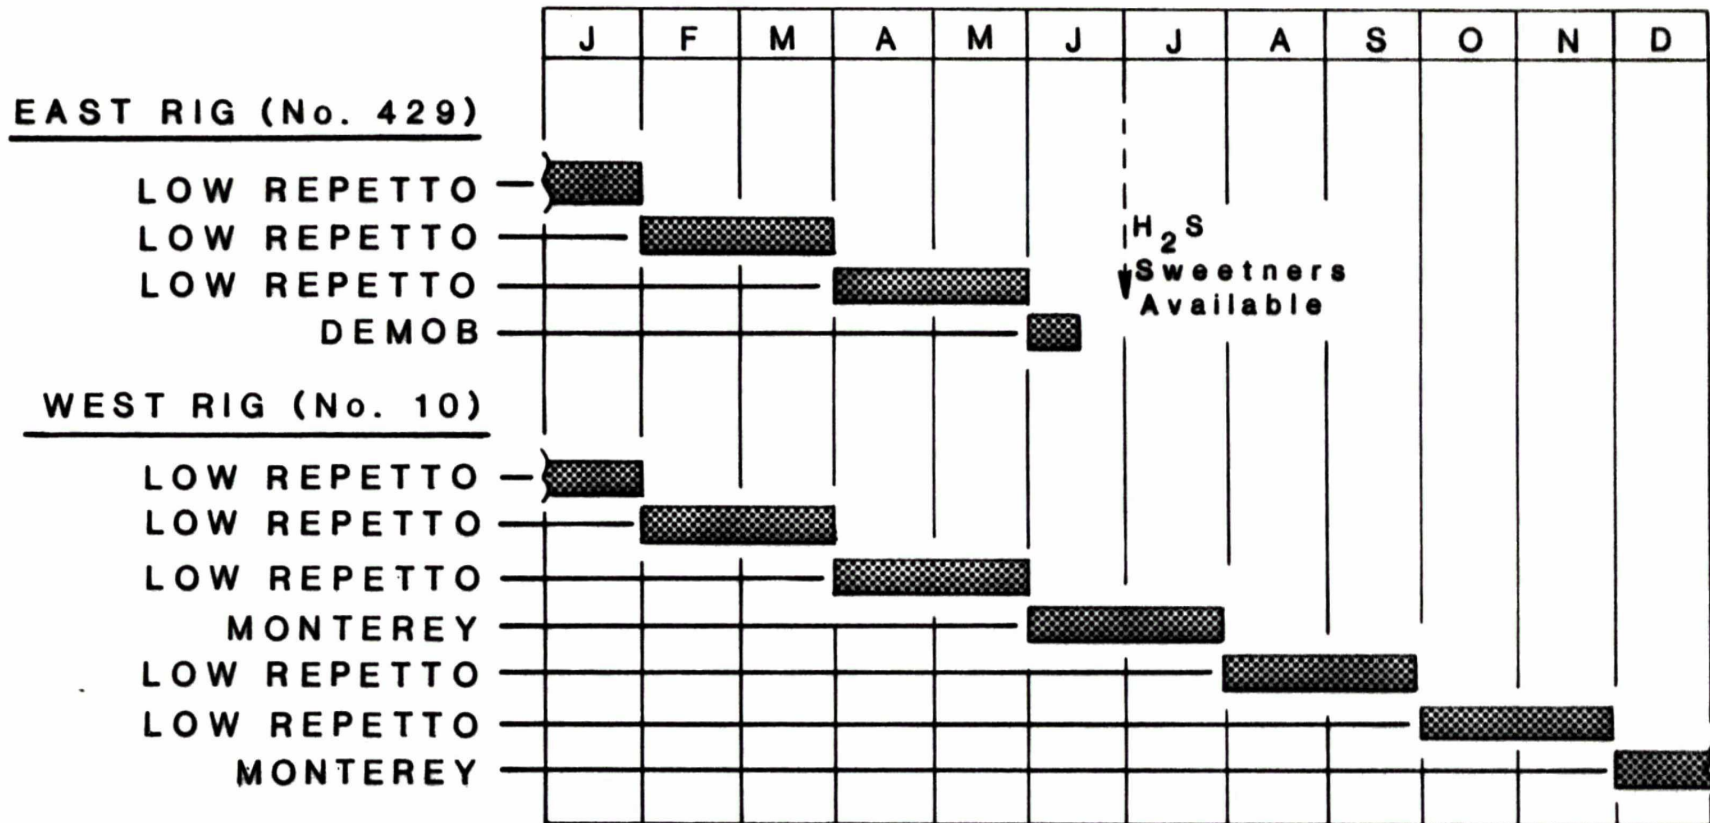 J F M A M J J A S O N D
EAST RIG (No. 429)
LOW REPETTO
LOW REPETTO
H2S
LOW REPETTO
Sweetners
Available
DEMOB
WEST RIG (No. 10)
LOW REPETTO
LOW REPETTO
LOW REPETTO
MONTEREY
LOW REPETTO
LOW REPETTO
MONTEREY